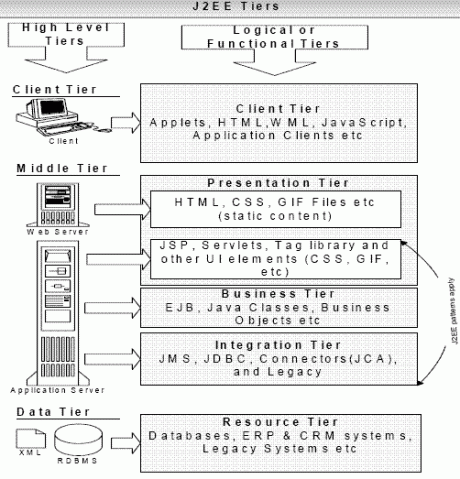 J2EE Tiers
High Level
Tiers
Logical or
Functional Tiers
Client Tier
Client
Client Tier
Applets, HTML,WML, JavaScript,
Application Clients etc
Middle Tier
Presentation Tier
HTML, CSS, GIF Files etc
(static content)
Web Server
JSP, Servlets, Tag library and
other UI elements (CSS, GIF,
etc)
Business Tier
EJB, Java Classes, Business
Objects etc
J2EE patterns apply
Integration Tier
JMS, JDBC, Connectors(JCA),
and Legacy
Application Server
Data Tier
XML
RDBMS
Resource Tier
Databases, ERP & CRM systems,
Legacy Systems etc